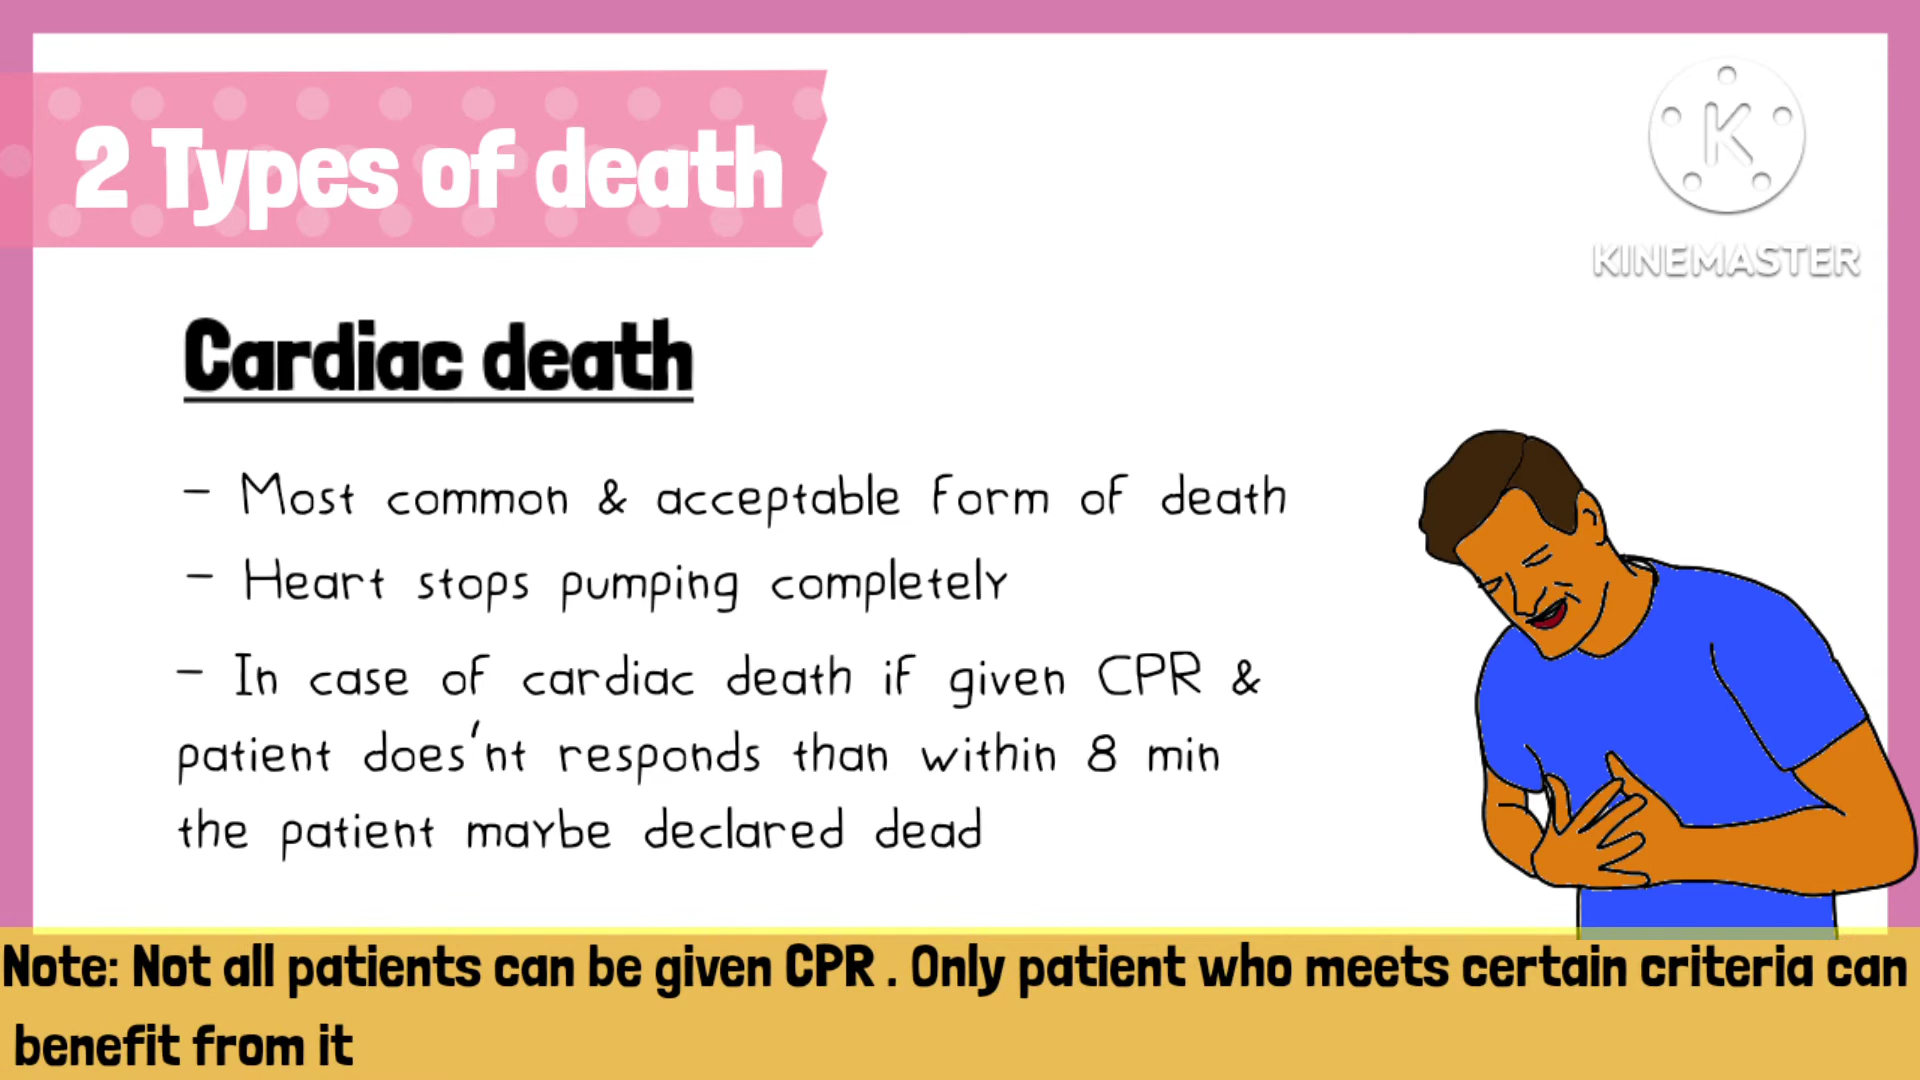 2 Types of death
K
KINEMASTER
Cardiac death
- Most common & acceptable form of death
- Heart stops pumping completely
- In case of cardiac death if given CPR &
patient does'nt responds than within 8 min
the patient maybe declared dead
Note: Not all patients can be given CPR . Only patient who meets certain criteria can
benefit from it